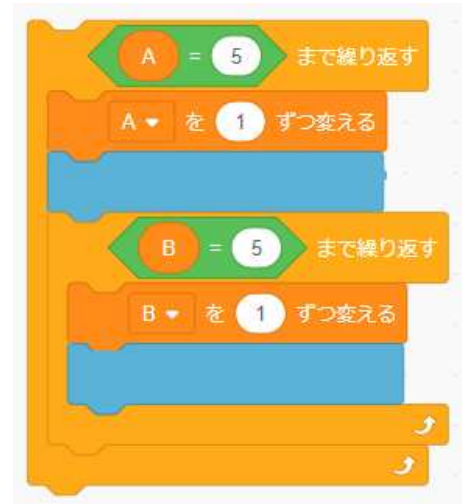 A = 5 まで繰り返す
A を 1 ずつ変える
B = 5 まで繰り返す
B を 1 ずつ変える